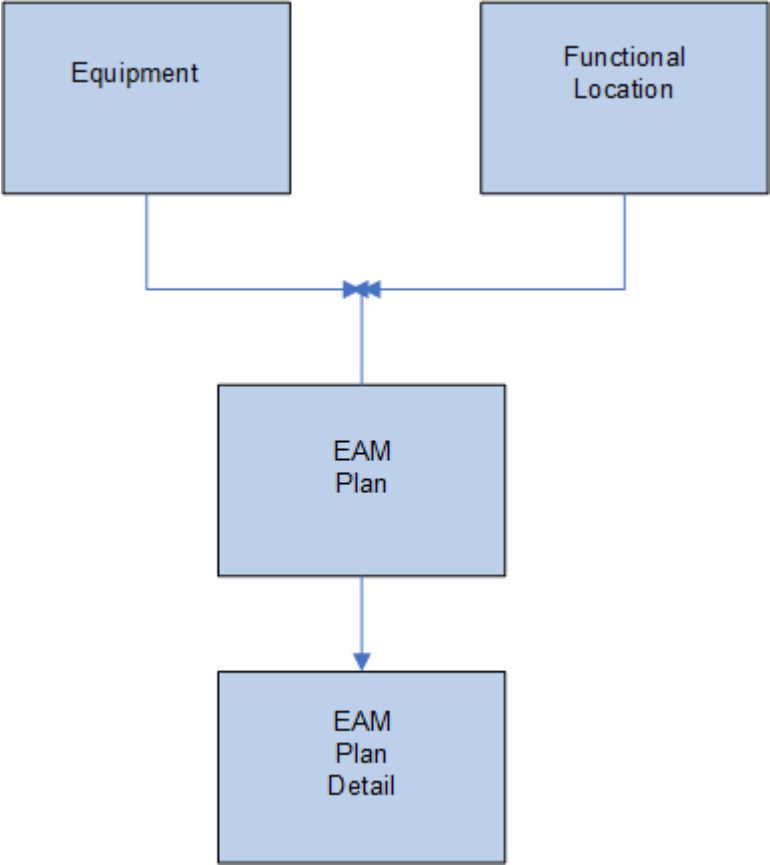 Equipment
Functional
Location
EAM
Plan
EAM
Plan
Detail